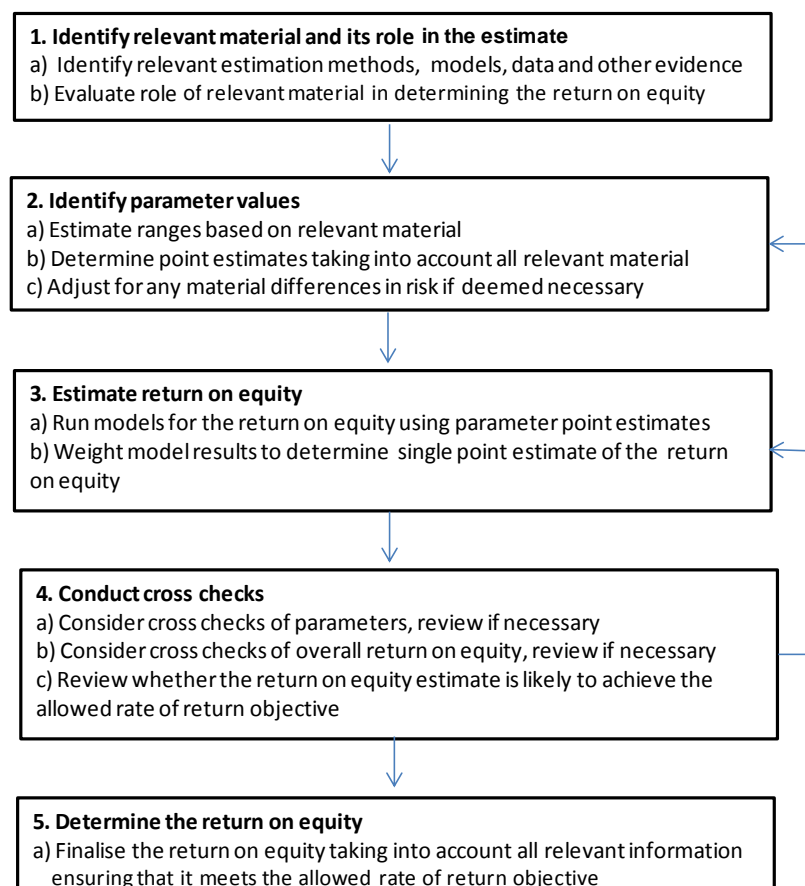 1. Identify relevant material and its role in the estimate
a) Identify relevant estimation methods, models, data and other evidence
b) Evaluate role of relevant material in determining the return on equity
2. Identify parameter values
a) Estimate ranges based on relevant material
b) Determine point estimates taking into account all relevant material
c) Adjust for any material differences in risk if deemed necessary
3. Estimate return on equity
a) Run models for the return on equity using parameter point estimates
b) Weight model results to determine single point estimate of the return
on equity
4. Conduct cross checks
a) Consider cross checks of parameters, review if necessary
b) Consider cross checks of overall return on equity, review if necessary
c) Review whether the return on equity estimate is likely to achieve the
allowed rate of return objective
5. Determine the return on equity
a) Finalise the return on equity taking into account all relevant information
ensuring that it meets the allowed rate of return objective